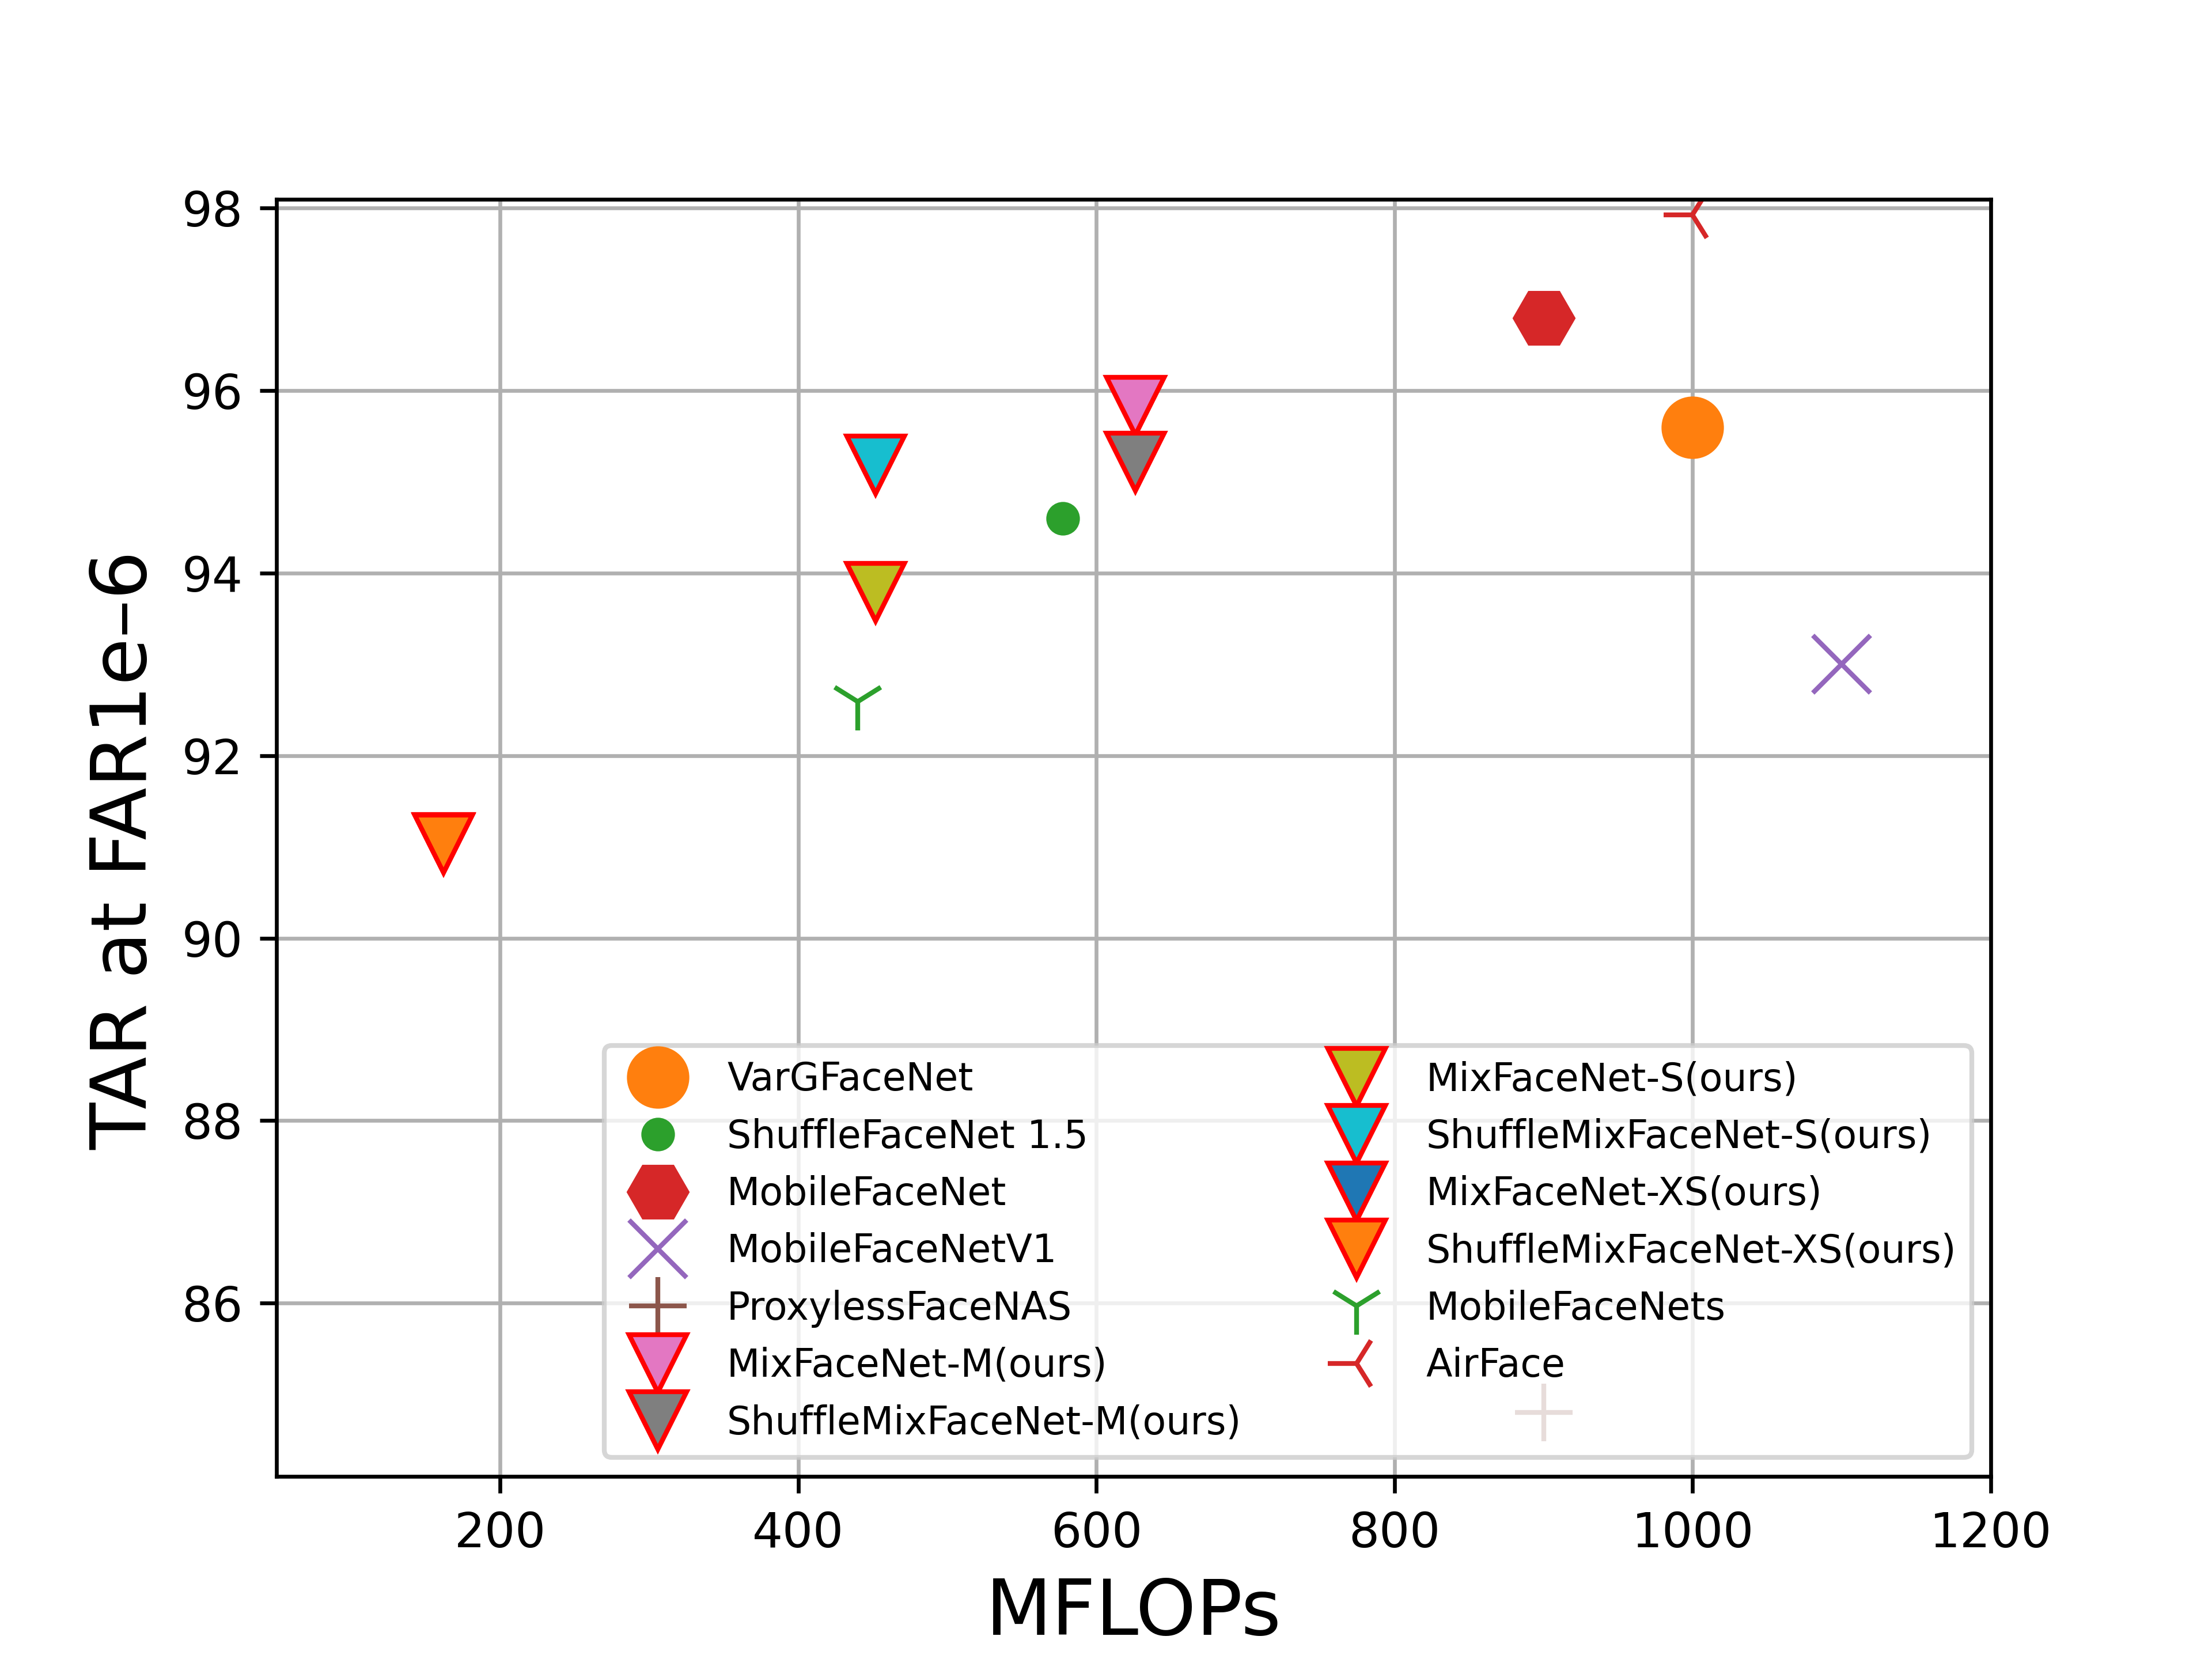 98
96
94
92
90
88
86
TAR at FAR1e–6
VarGFaceNet
ShuffleFaceNet 1.5
MobileFaceNet
MobileFaceNetV1
ProxylessFaceNAS
MixFaceNet-M(ours)
ShuffleMixFaceNet-M(ours)
MixFaceNet-S(ours)
ShuffleMixFaceNet-S(ours)
MixFaceNet-XS(ours)
ShuffleMixFaceNet-XS(ours)
MobileFaceNets
AirFace
200 400 600 800 1000 1200
MFLOPs